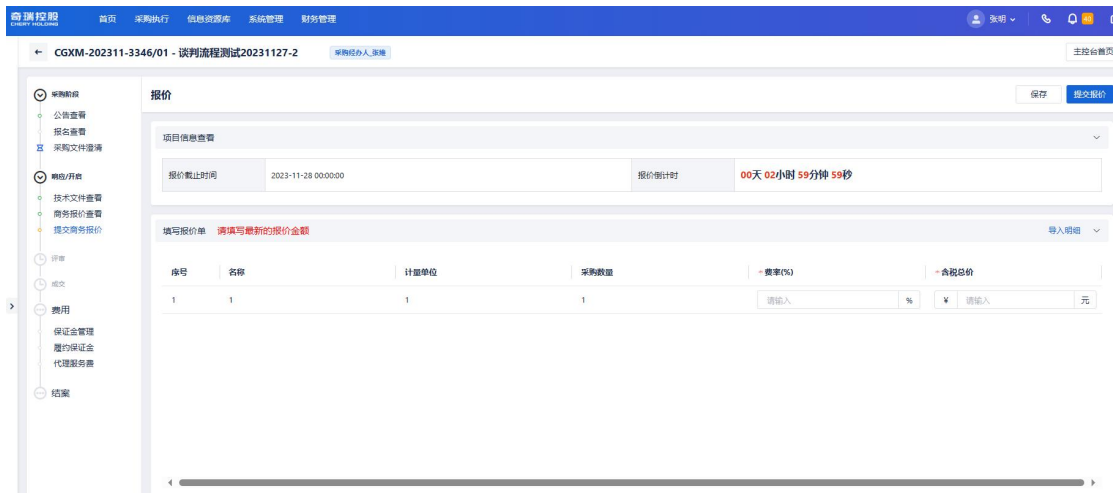 奇瑞控股 首页 采购执行 信息资源库 系统管理 财务管理 张明 40
CHERY HOLDING
← CGXM-202311-3346/01 - 谈判流程测试20231127-2 采购经办人_张维 主控台首页
采购阶段
公告查看
报名查看
采购文件澄清
响应/开启
技术文件查看
商务报价查看
提交商务报价
评审
成交
费用
保证金管理
履约保证金
代理服务费
结案
报价 保存 提交报价
项目信息查看
报价截止时间 2023-11-28 00:00:00 报价倒计时 00天 02小时 59分钟 59秒
填写报价单 请填写最新的报价金额 导入明细
序号 名称 计量单位 采购数量 *费率(%) *含税总价
1 1 1 1 请输入 % ¥ 请输入 元